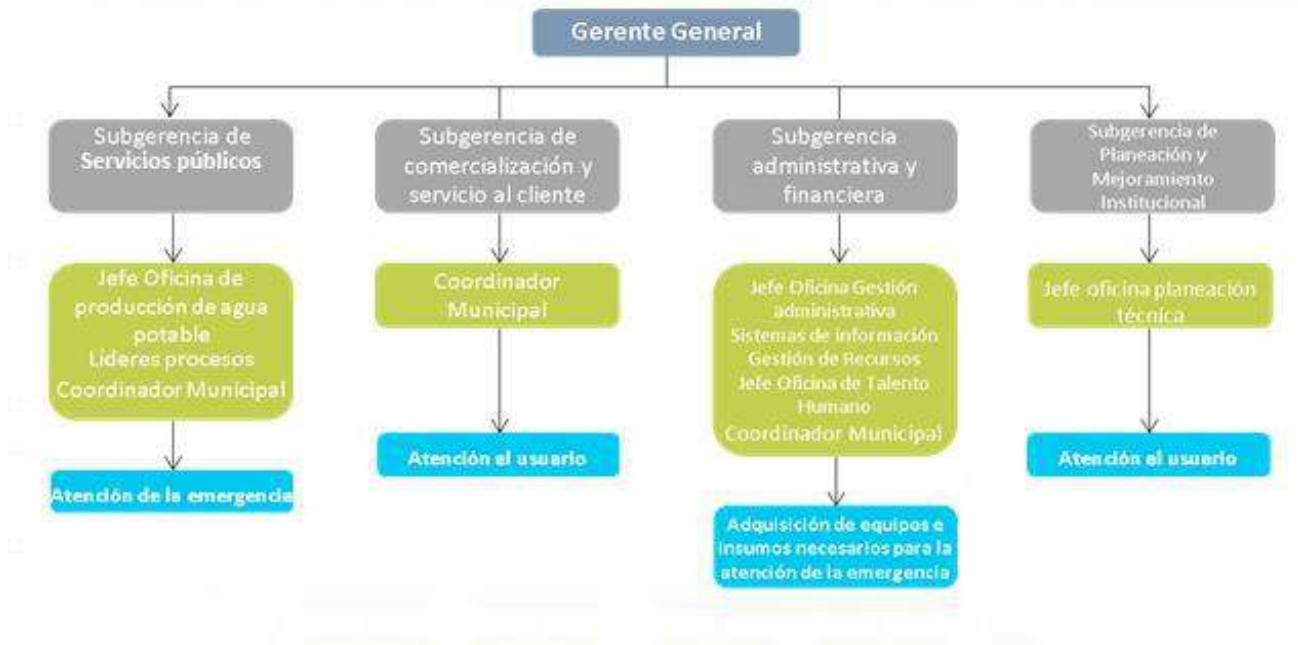 Gerente General
Subgerencia de
Servicios públicos
Subgerencia de
comercialización y
servicio al cliente
Subgerencia
administrativa y
financiera
Subgerencia de
Planeación y
Mejoramiento
Institucional
Jefe Oficina de
producción de agua
potable
Líderes procesos
Coordinador Municipal
Coordinador
Municipal
Jefe Oficina Gestión
administrativa
Sistemas de información
Gestión de Recursos
Jefe Oficina de Talento
Humano
Coordinador Municipal
Jefe oficina planeación
técnica
Atención de la emergencia
Atención al usuario
Adquisición de equipos e
insumos necesarios para la
atención de la emergencia
Atención al usuario